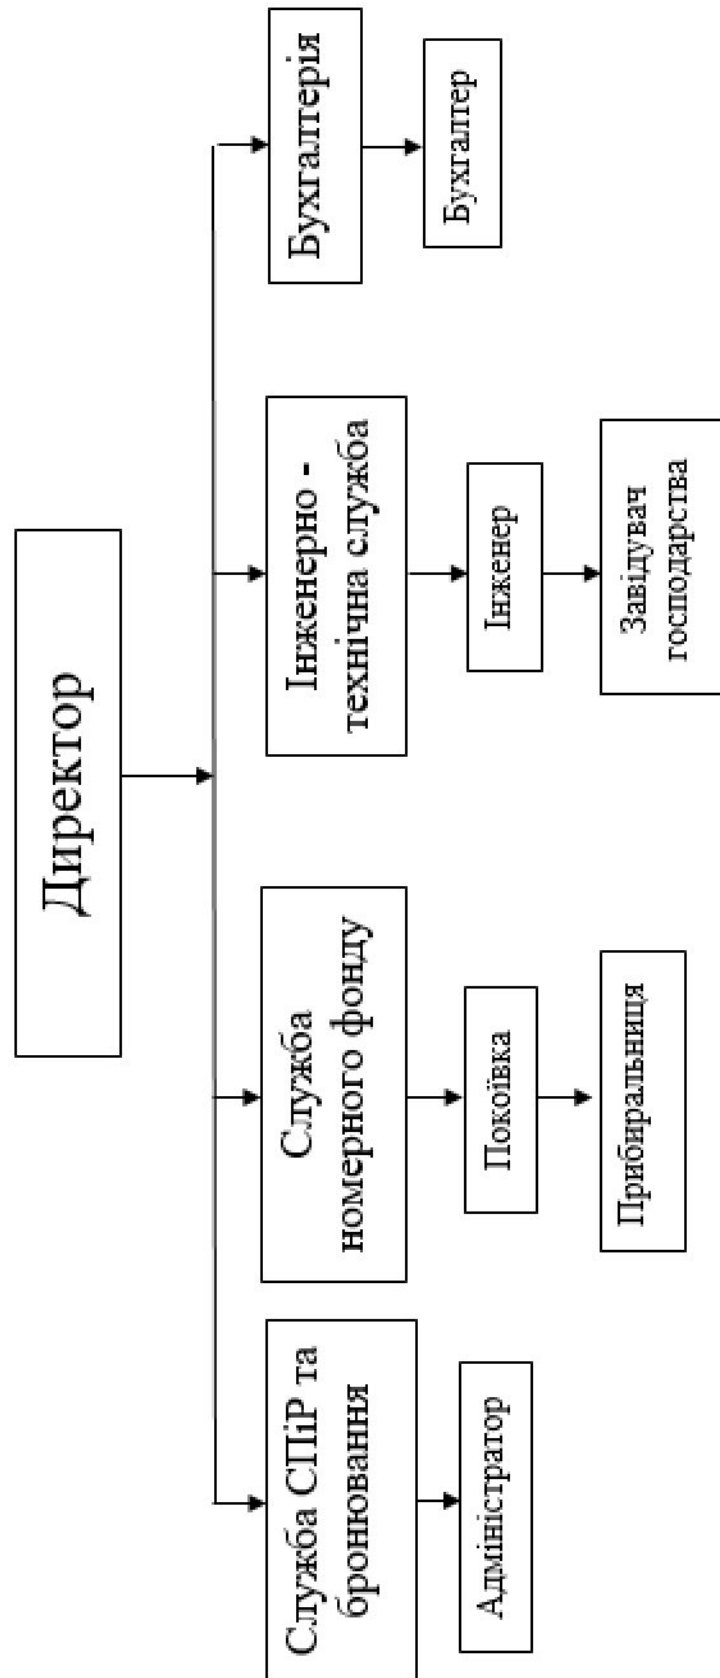 Директор
Служба СПіР та
бронювання
Служба
номерного фонду
Інженерно -
технічна служба
Бухгалтерія
Адміністратор
Покоївка
Інженер
Бухгалтер
Прибиральниця
Завідувач
господарства